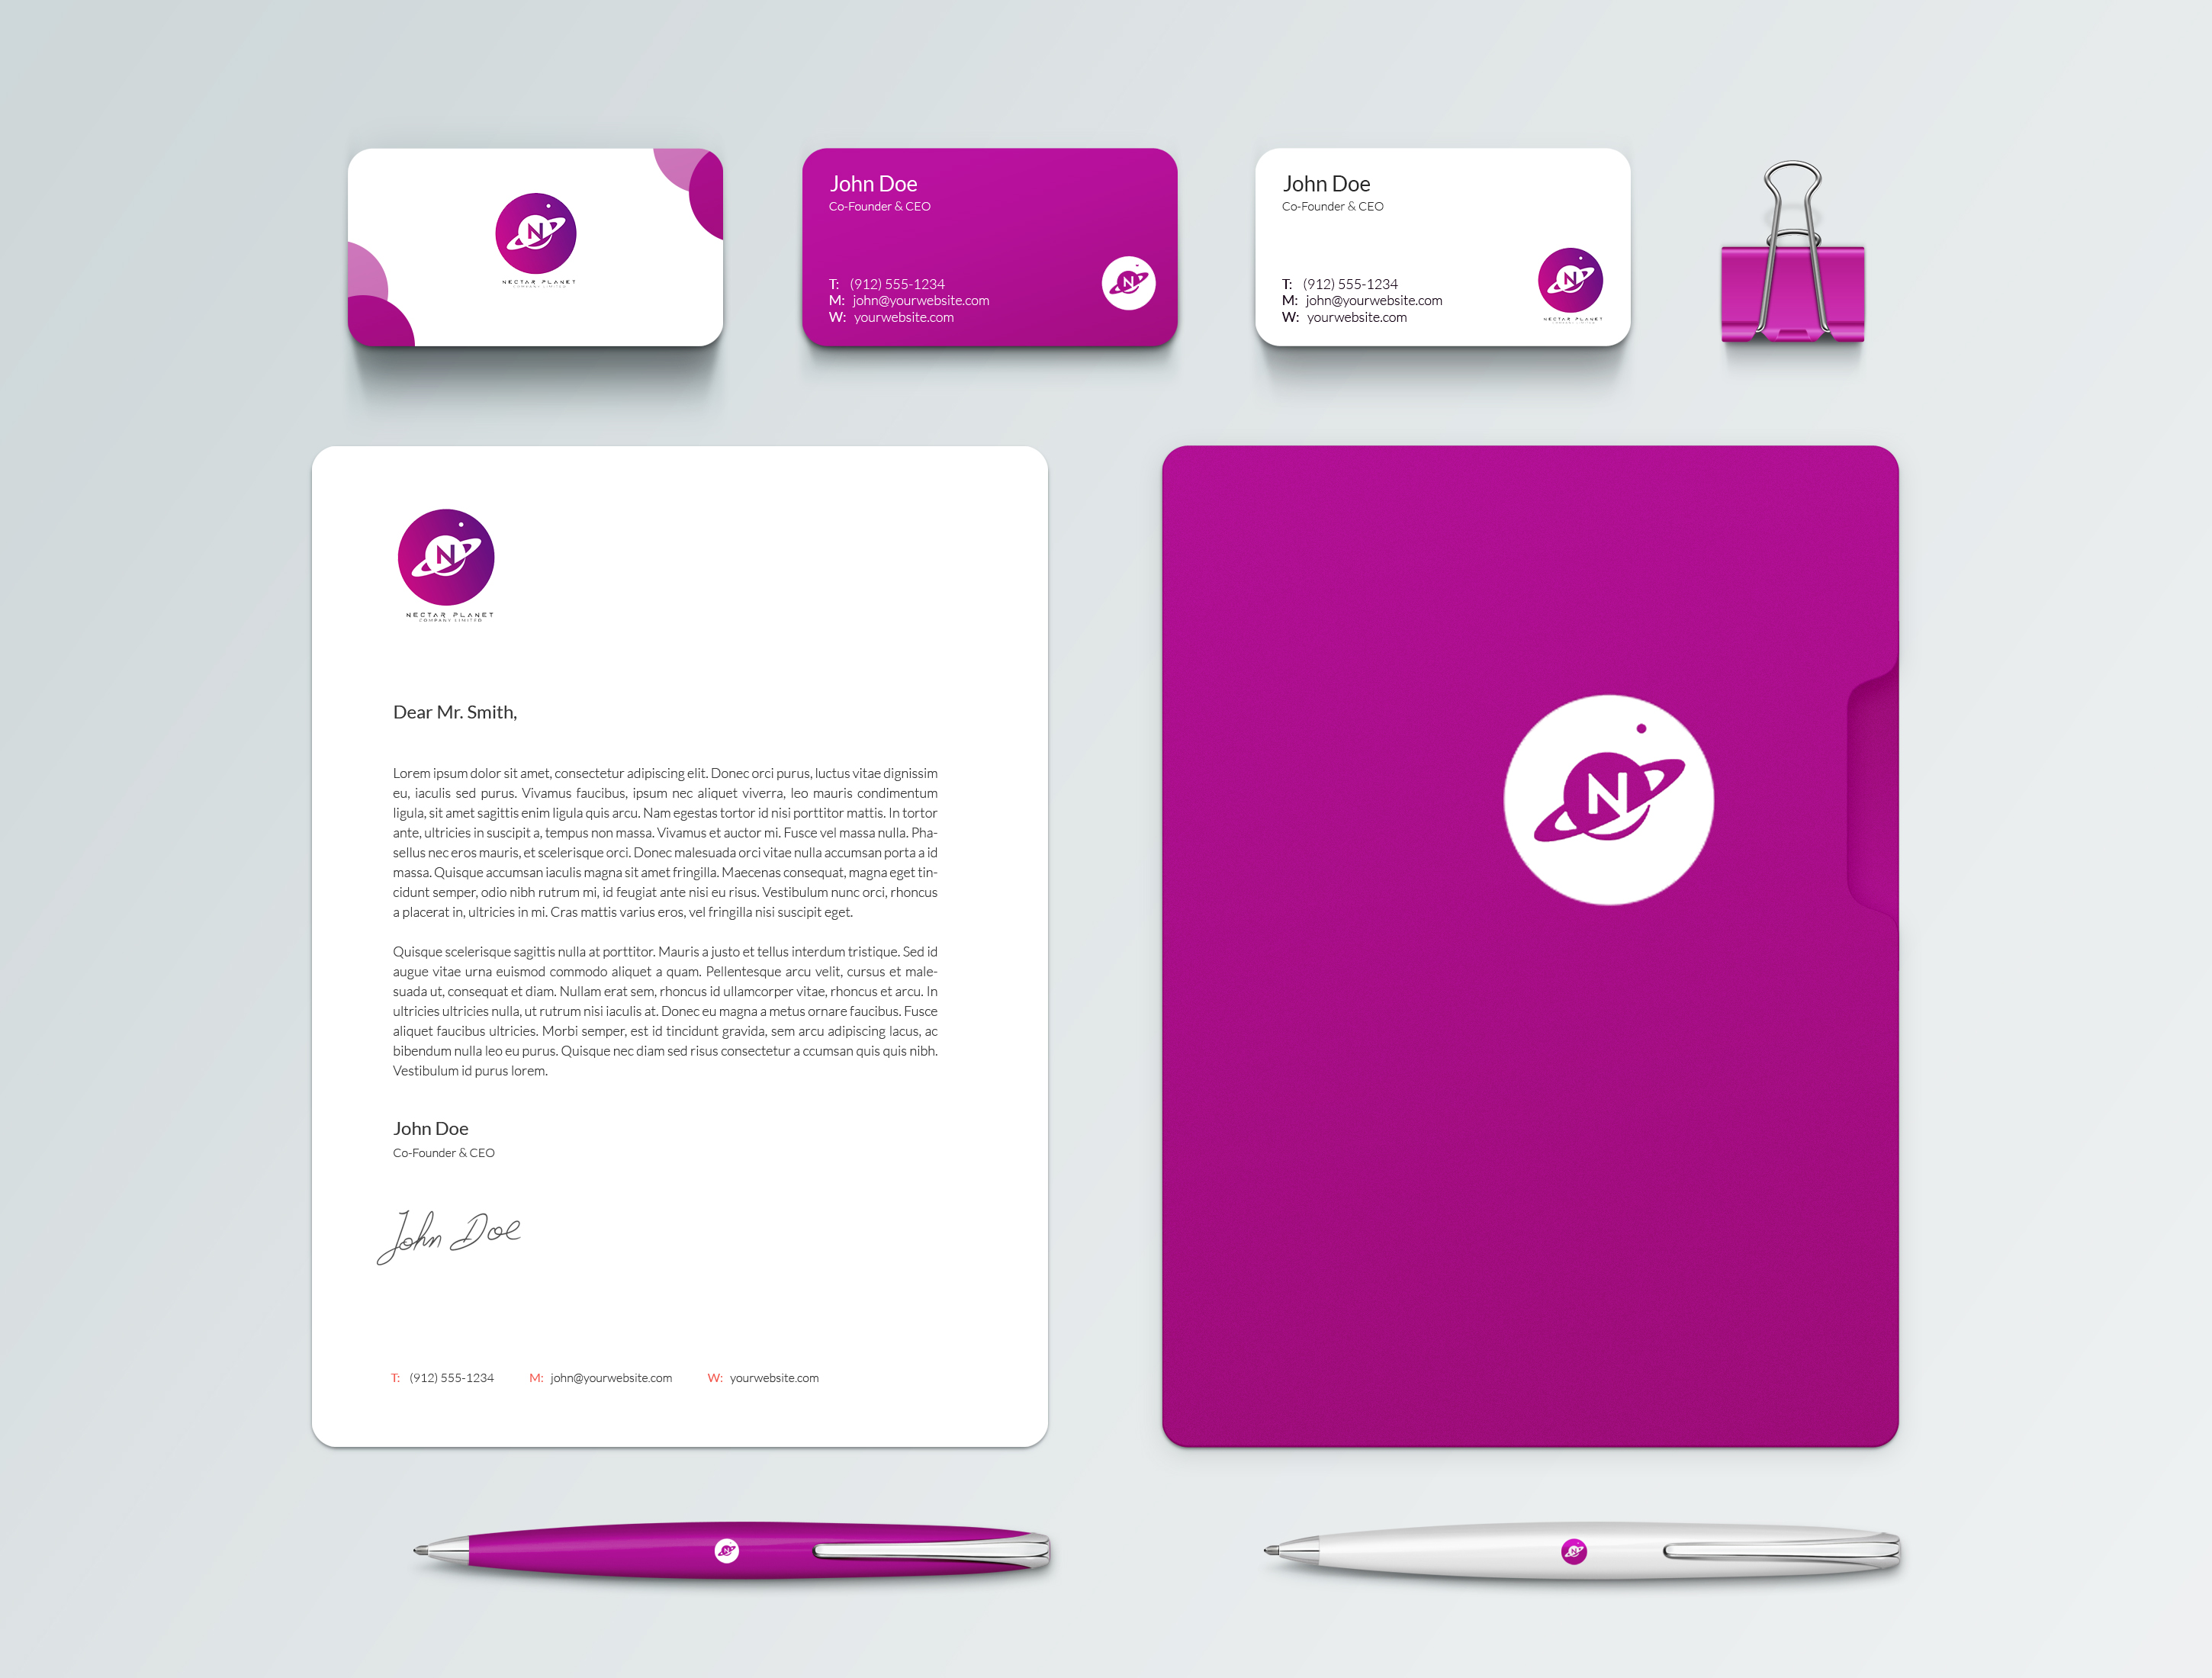 N
NECTAR PLANET
COMPANY LIMITED
John Doe
Co-Founder & CEO
T: (912) 555-1234
M: john@yourwebsite.com
W: yourwebsite.com
N
John Doe
Co-Founder & CEO
T: (912) 555-1234
M: john@yourwebsite.com
W: yourwebsite.com
N
NECTAR PLANET
COMPANY LIMITED
N
NECTAR PLANET
COMPANY LIMITED
Dear Mr. Smith,
Lorem ipsum dolor sit amet, consectetur adipiscing elit. Donec orci purus, luctus vitae dignissim
eu, iaculis sed purus. Vivamus faucibus, ipsum nec aliquet viverra, leo mauris condimentum
ligula, sit amet sagittis enim ligula quis arcu. Nam egestas tortor id nisi porttitor mattis. In tortor
ante, ultricies in suscipit a, tempus non massa. Vivamus et auctor mi. Fusce vel massa nulla. Pha-
sellus nec eros mauris, et scelerisque orci. Donec malesuada orci vitae nulla accumsan porta a id
massa. Quisque accumsan iaculis magna sit amet fringilla. Maecenas consequat, magna eget tin-
cidunt semper, odio nibh rutrum mi, id feugiat ante nisi eu risus. Vestibulum nunc orci, rhoncus
a placerat in, ultricies in mi. Cras mattis varius eros, vel fringilla nisi suscipit eget.
Quisque scelerisque sagittis nulla at porttitor. Mauris a justo et tellus interdum tristique. Sed id
augue vitae urna euismod commodo aliquet a quam. Pellentesque arcu velit, cursus et male-
suada ut, consequat et diam. Nullam erat sem, rhoncus id ullamcorper vitae, rhoncus et arcu. In
ultricies ultricies nulla, ut rutrum nisi iaculis at. Donec eu magna a metus ornare faucibus. Fusce
aliquet faucibus ultricies. Morbi semper, est id tincidunt gravida, sem arcu adipiscing lacus, ac
bibendum nulla leo eu purus. Quisque nec diam sed risus consectetur a ccumsan quis quis nibh.
Vestibulum id purus lorem.
John Doe
Co-Founder & CEO
John Doe
T: (912) 555-1234 M: john@yourwebsite.com W: yourwebsite.com
N
N
N